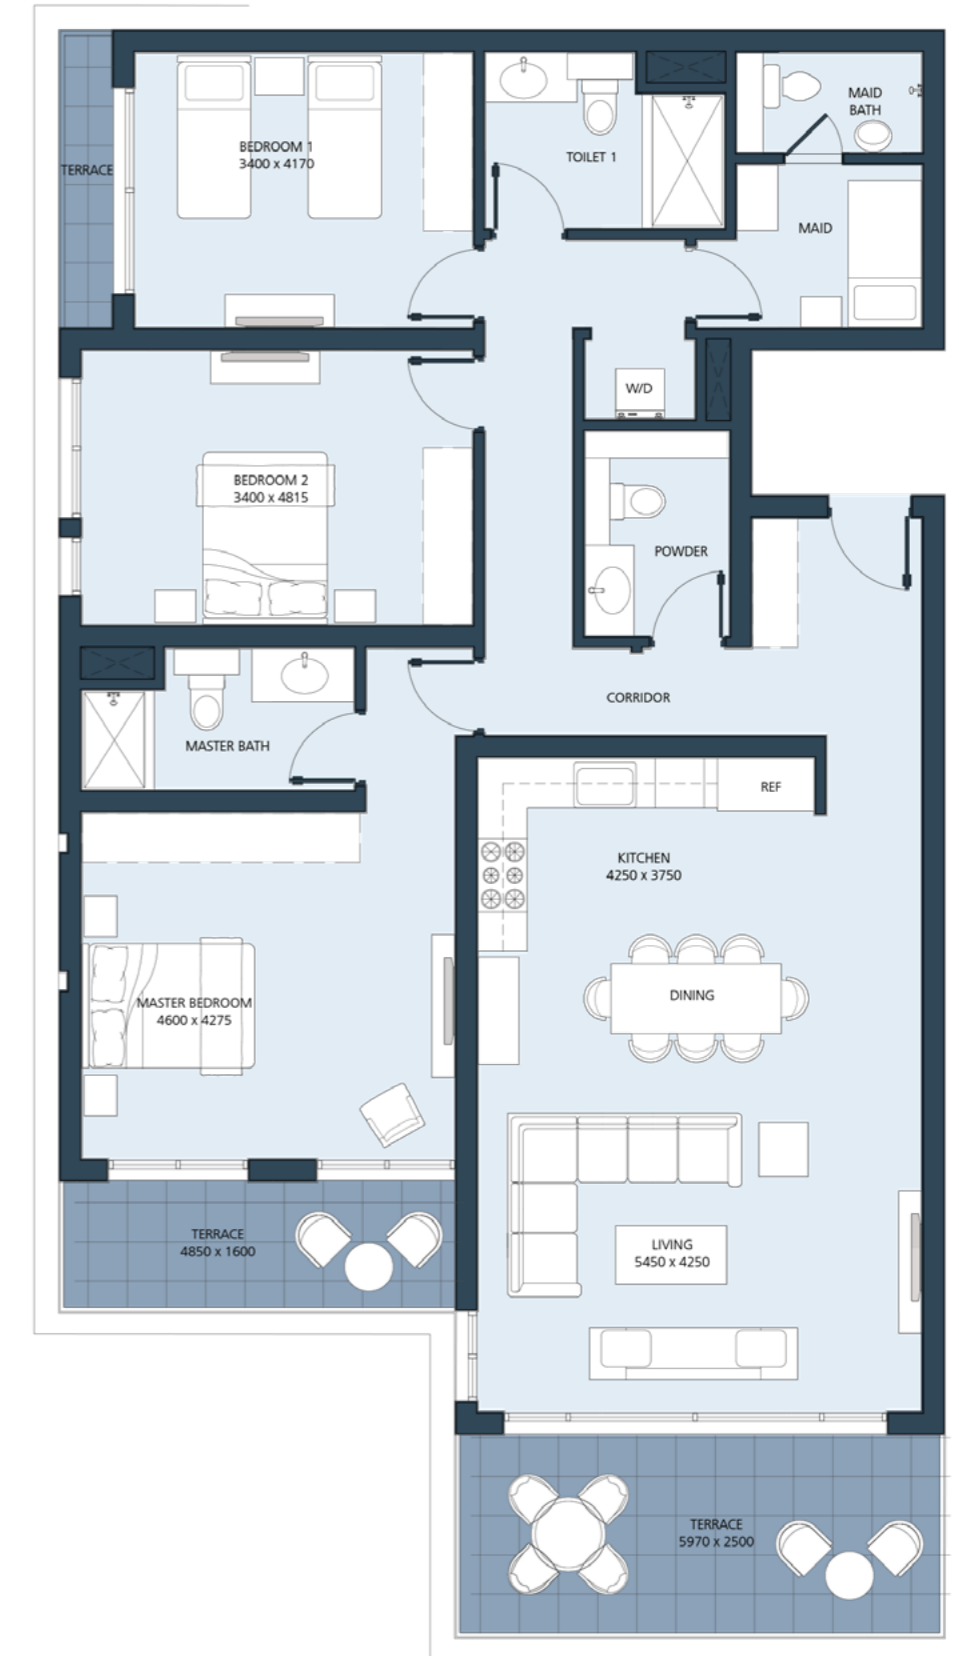 MAID
BATH
BEDROOM 1
3400 x 4170
TOILET 1
TERRACE
MAID
W/D
BEDROOM 2
3400 x 4815
POWDER
CORRIDOR
MASTER BATH
REF
KITCHEN
4250 x 3750
DINING
MASTER BEDROOM
4600 x 4275
TERRACE
4850 x 1600
LIVING
5450 x 4250
TERRACE
5970 x 2500